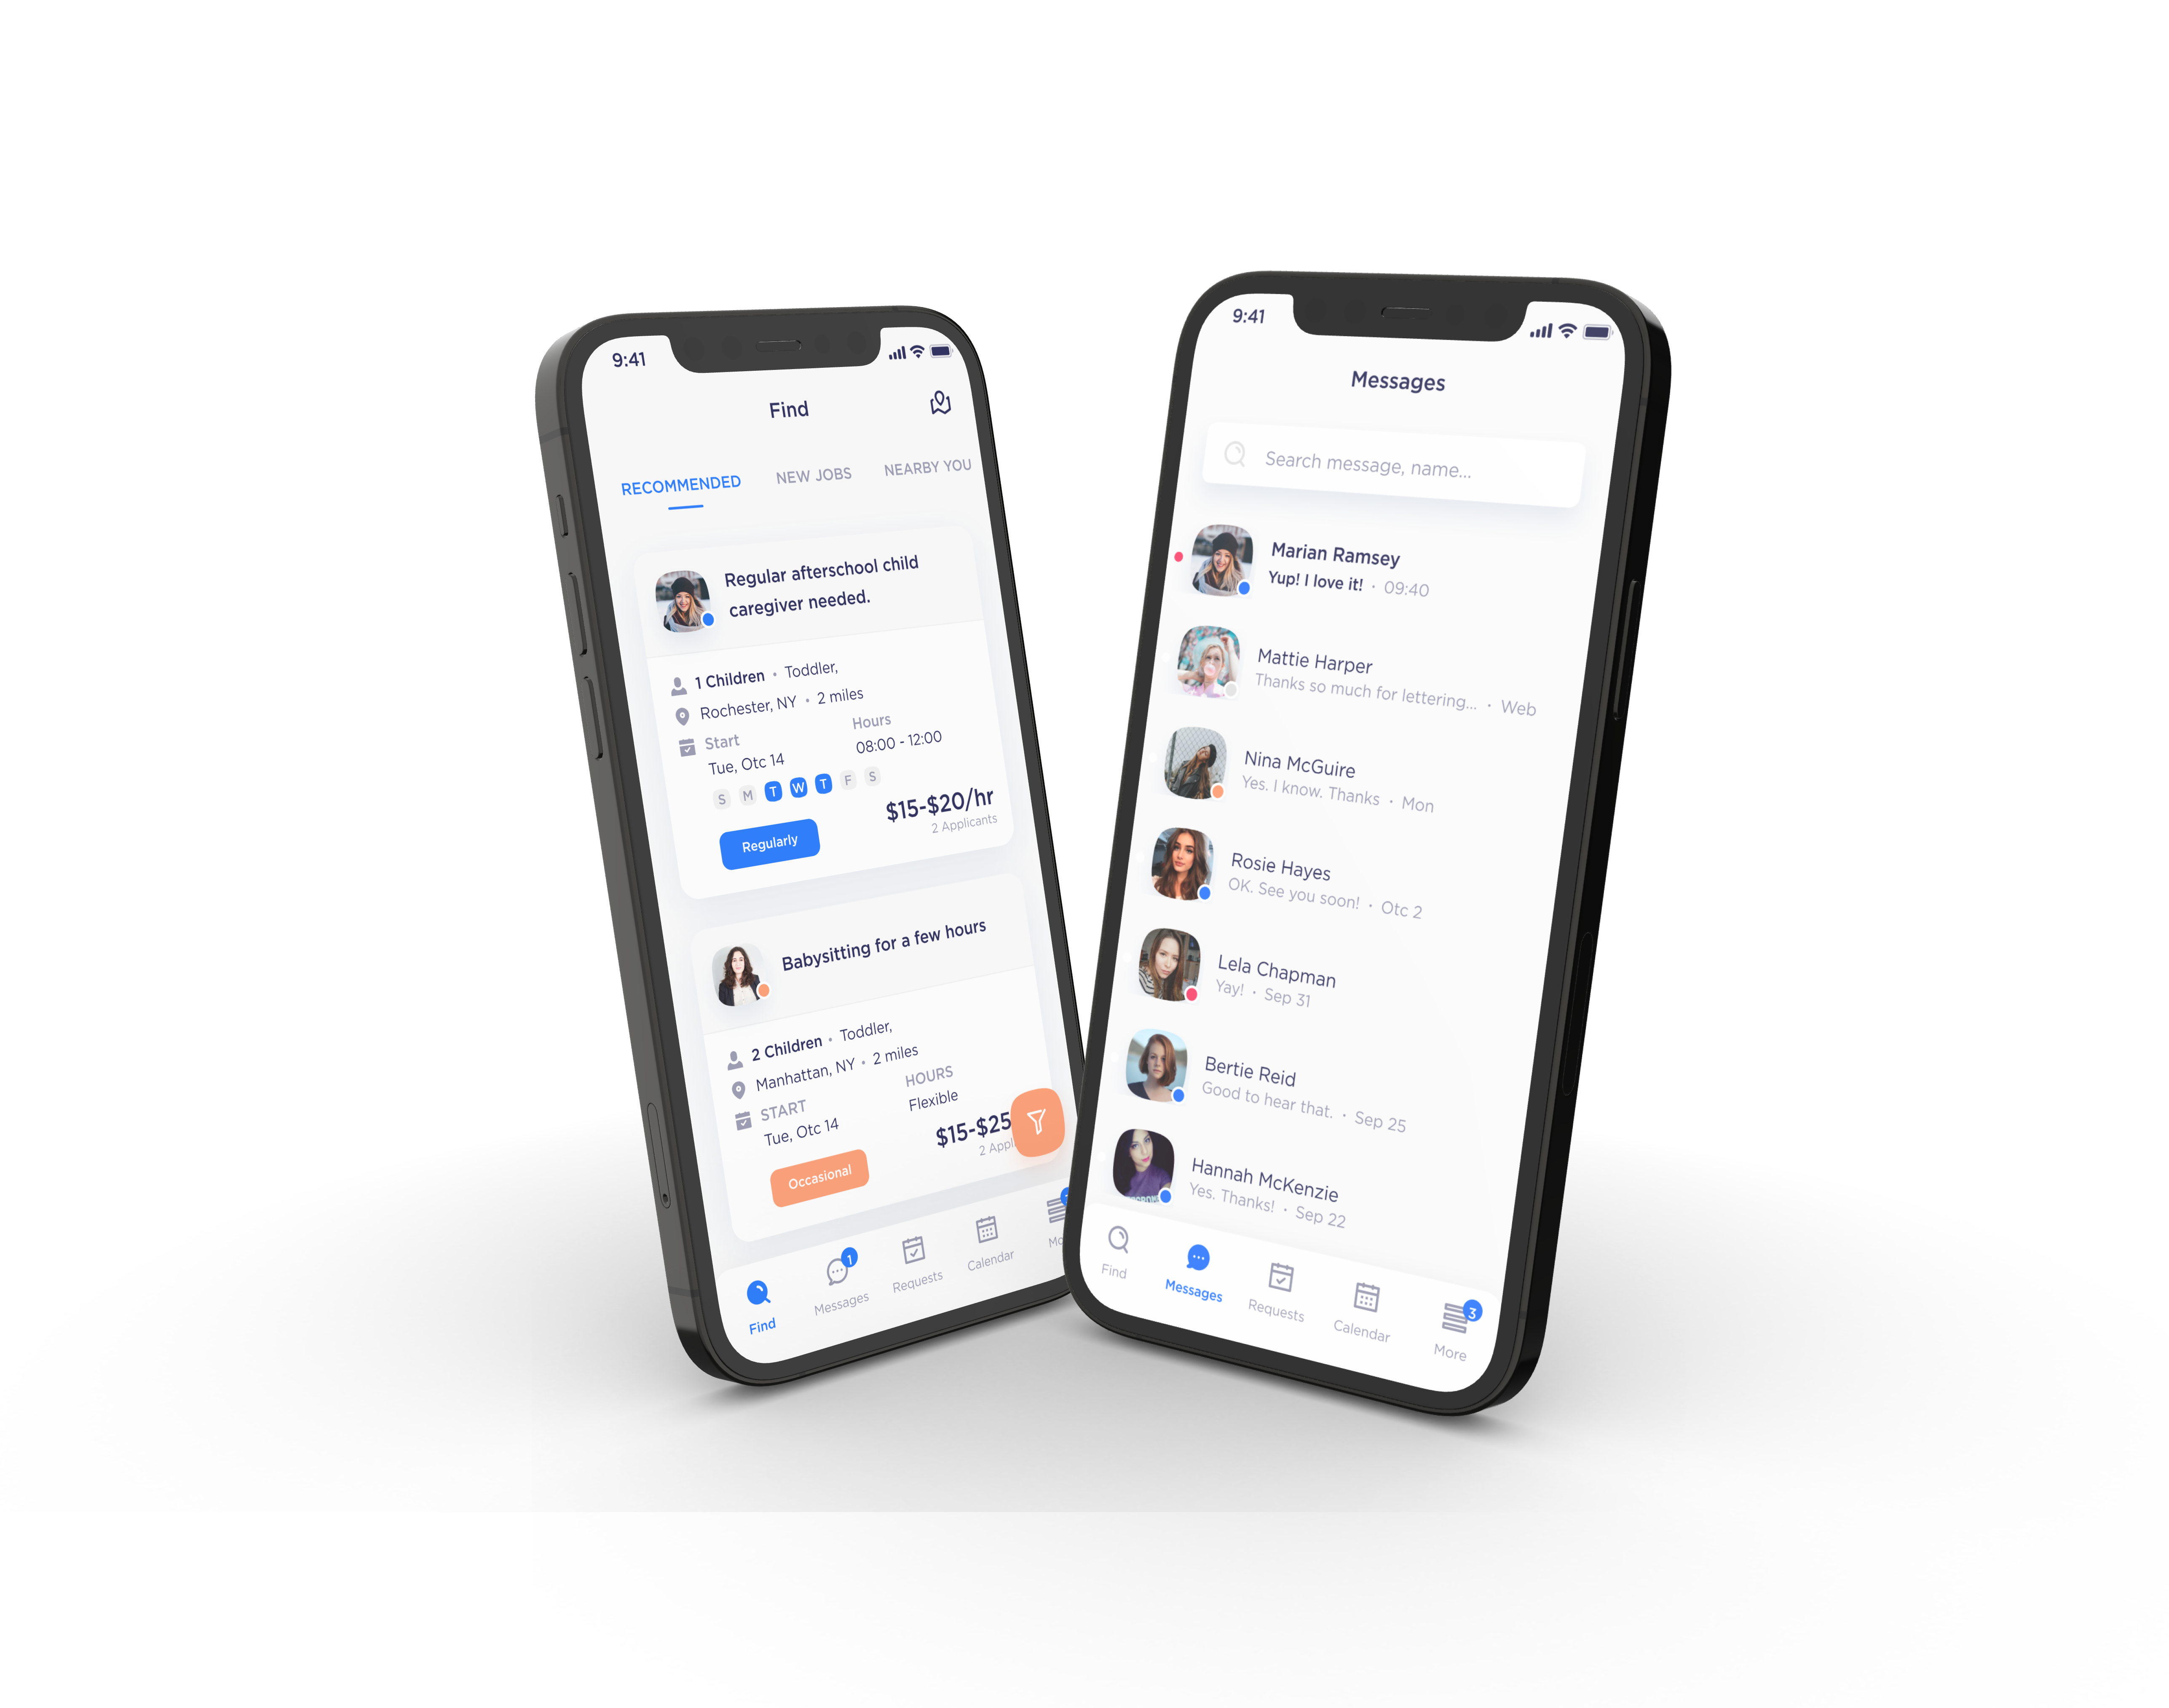 9:41
Find
RECOMMENDED NEW JOBS NEARBY YOU
Regular afterschool child
caregiver needed.
1 Children • Toddler,
Rochester, NY • 2 miles
Start Hours
Tue, Otc 14 08:00 - 12:00
S M T W T F S
$15-$20/hr
2 Applicants
Regularly
Babysitting for a few hours
2 Children • Toddler,
Manhattan, NY • 2 miles
START HOURS
Tue, Otc 14 Flexible
$15-$25
2 Appl
Occasional
1
Find Messages Requests Calendar Mo
9:41
Messages
Search message, name...
Marian Ramsey
Yup! I love it! • 09:40
Mattie Harper
Thanks so much for lettering... • Web
Nina McGuire
Yes. I know. Thanks • Mon
Rosie Hayes
OK. See you soon! • Otc 2
Lela Chapman
Yay! • Sep 31
Bertie Reid
Good to hear that. • Sep 25
Hannah McKenzie
Yes. Thanks! • Sep 22
3
Find Messages Requests Calendar More